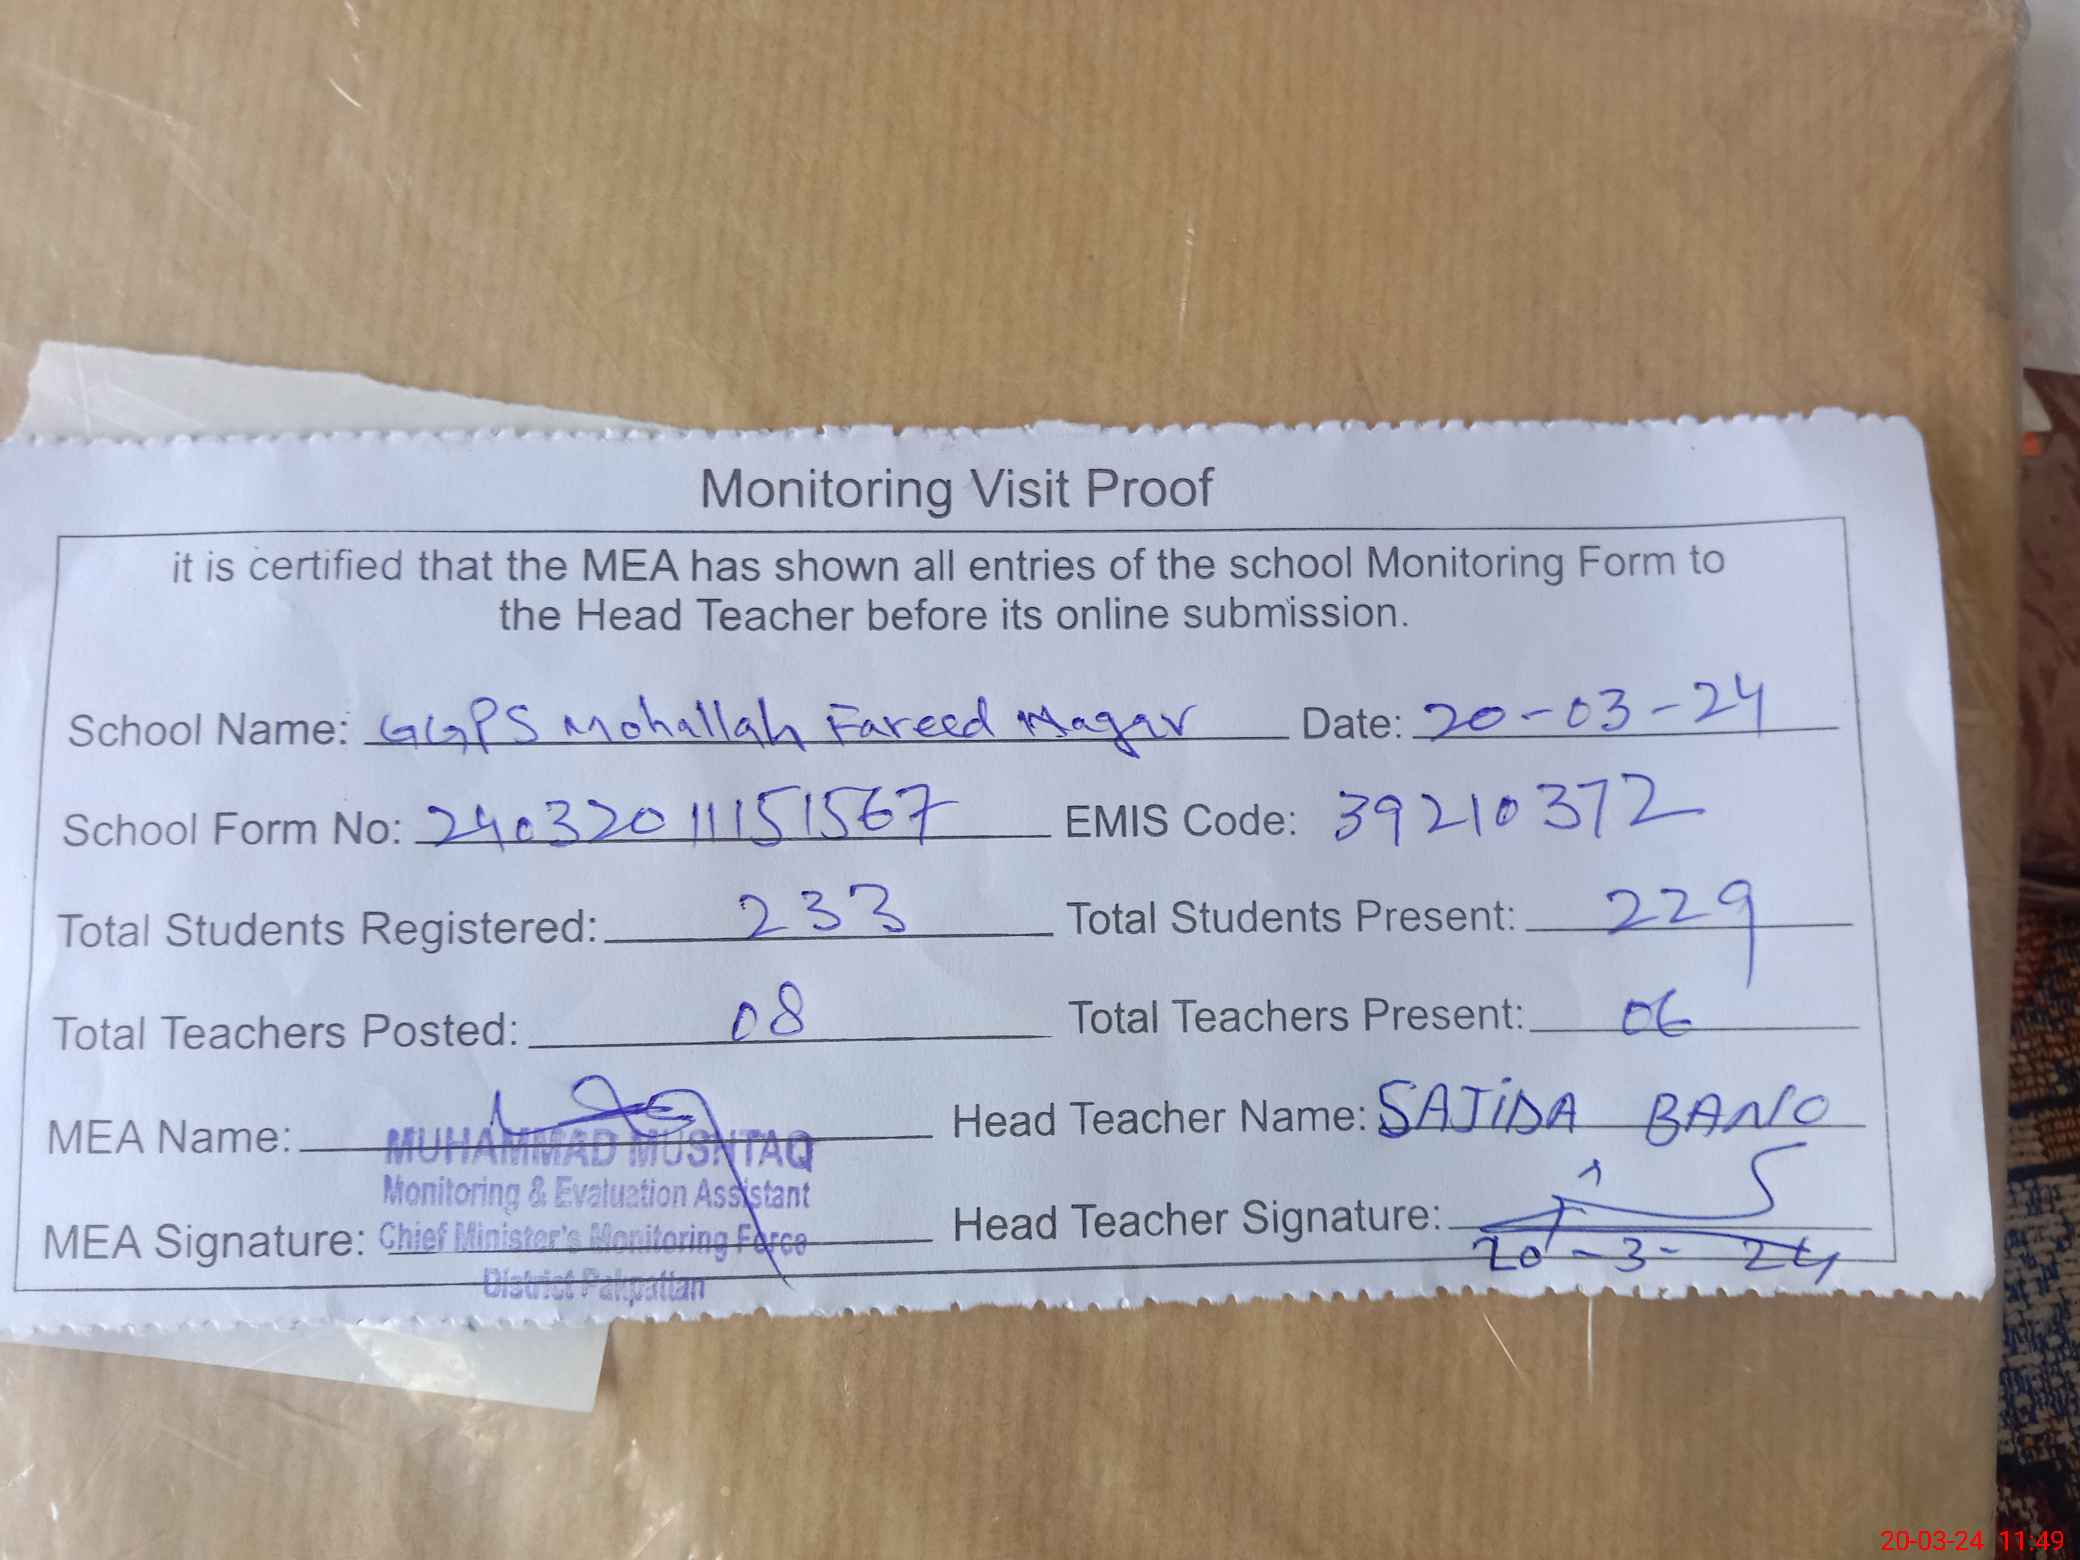 Monitoring Visit Proof
it is certified that the MEA has shown all entries of the school Monitoring Form to
the Head Teacher before its online submission.
School Name: GGPS Mohallah Fareed Nagar Date: 20-03-24
School Form No: 24032011151567 EMIS Code: 39210372
Total Students Registered: 233 Total Students Present: 229
Total Teachers Posted: 08 Total Teachers Present: 06
MEA Name: Head Teacher Name: SAJIDA BANO
MUHAMMAD MUSHTAQ
Monitoring & Evaluation Assistant
MEA Signature: Chief Minister's Monitoring Force Head Teacher Signature:
20-3-24
District Pakpattan
20-03-24 11:49